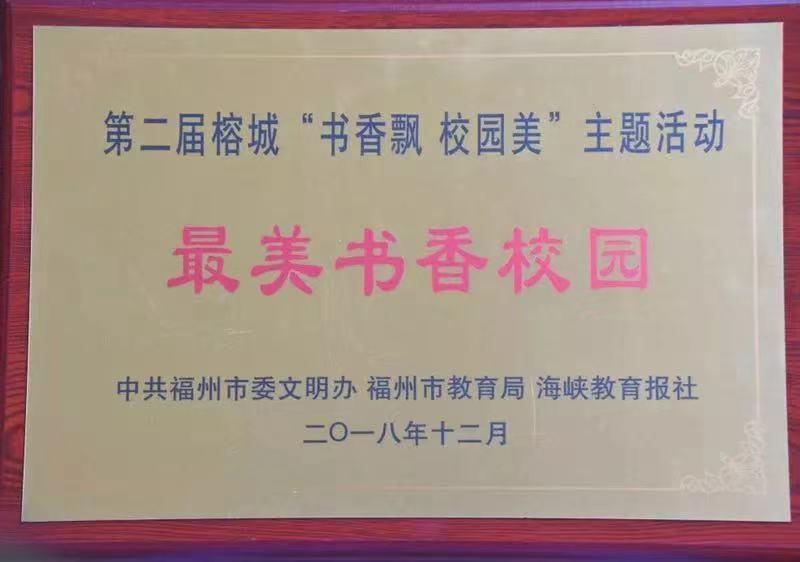 第二届榕城“书香飘 校园美”主题活动
最美书香校园
中共福州市委文明办 福州市教育局 海峡教育报社
二〇一八年十二月